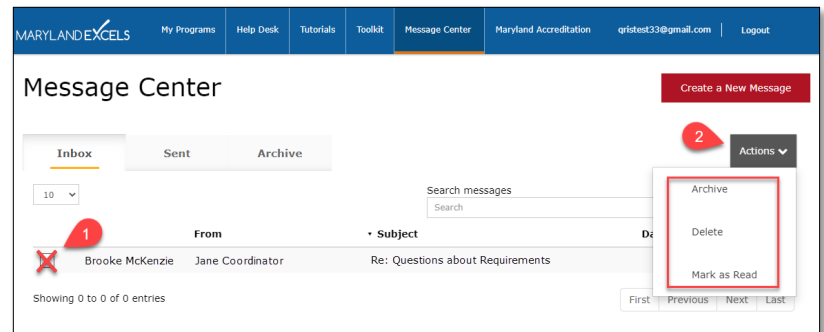 MARYLAND EXCELS My Programs Help Desk Tutorials Toolkit Message Center Maryland Accreditation qristest33@gmail.com Logout
Message Center
Create a New Message
2
Inbox Sent Archive Actions
10 Search messages Archive
Search
1 From Subject Da Delete
Brooke McKenzie Jane Coordinator Re: Questions about Requirements
Mark as Read
Showing 0 to 0 of 0 entries First Previous Next Last